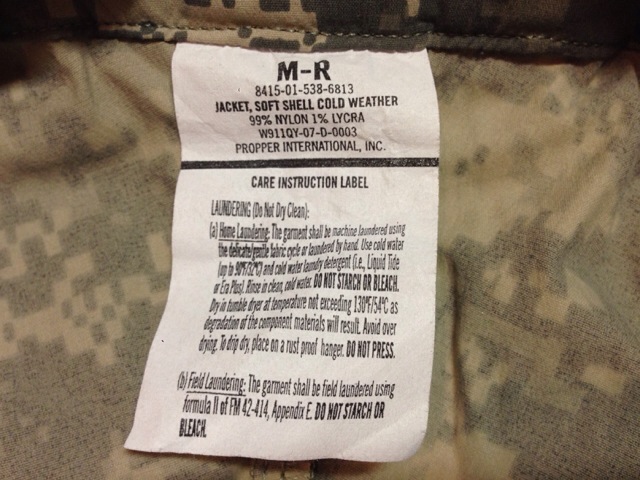 M-R
8415-01-538-6813
JACKET, SOFT SHELL COLD WEATHER
99% NYLON 1% LYCRA
W911QY-07-D-0003
PROPPER INTERNATIONAL, INC.
CARE INSTRUCTION LABEL
LAUNDERING (Do Not Dry Clean):
(a) Home Laundering: The garment shall be machine laundered using
the delicate/gentle fabric cycle or laundered by hand. Use cold water
(up to 90°F/32°C) and cold water laundry detergent (i.e., Liquid Tide
or Era Plus). Rinse in clean, cold water. DO NOT STARCH OR BLEACH.
Dry in tumble dryer at temperature not exceeding 130°F/54°C as
degradation of the component materials will result. Avoid over
drying. To drip dry, place on a rust proof hanger. DO NOT PRESS.
(b) Field Laundering: The garment shall be field laundered using
formula II of FM 42-414, Appendix E. DO NOT STARCH OR
BLEACH.